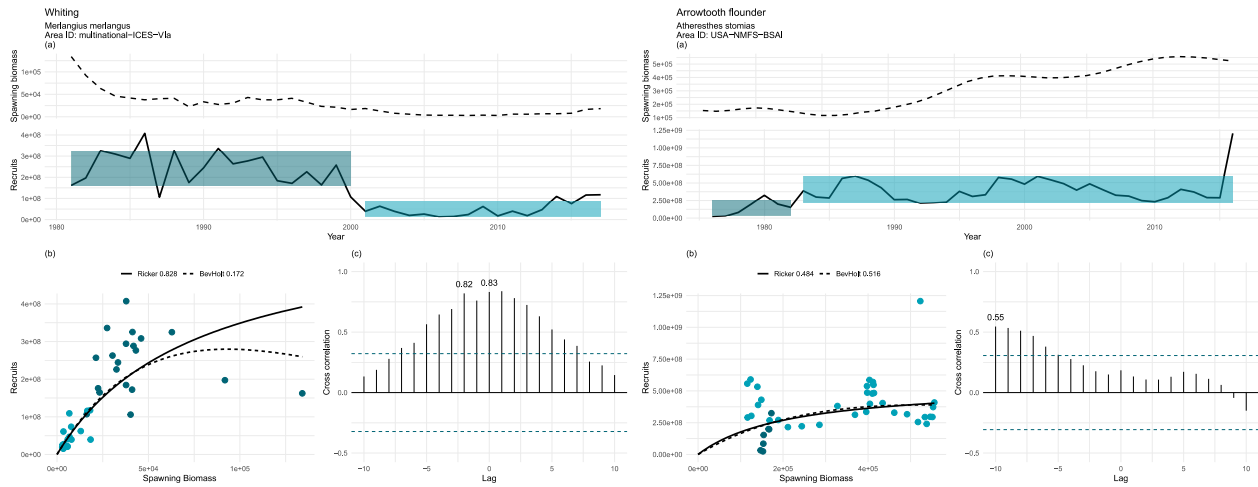 Whiting
Merlangius merlangus
Area ID: multinational-ICES-VIa
(a)
Spawning biomass
1e+05
5e+04
0e+00
Recruits
4e+08
3e+08
2e+08
1e+08
0e+00
1980
1990
2000
2010
Year
(b)
Ricker 0.828
BevHolt 0.172
Recruits
4e+08
3e+08
2e+08
1e+08
0e+00
0e+00
5e+04
1e+05
Spawning Biomass
(c)
Cross correlation
1.0
0.5
0.0
−0.5
0.82
0.83
−10
−5
0
5
10
Lag
Arrowtooth flounder
Atheresthes stomias
Area ID: USA-NMFS-BSAI
(a)
Spawning biomass
5e+05
4e+05
3e+05
2e+05
1e+05
Recruits
1.25e+09
1.00e+09
7.50e+08
5.00e+08
2.50e+08
0.00e+00
1980
1990
2000
2010
Year
(b)
Ricker 0.484
BevHolt 0.516
Recruits
1.25e+09
1.00e+09
7.50e+08
5.00e+08
2.50e+08
0.00e+00
0e+00
2e+05
4e+05
Spawning Biomass
(c)
Cross correlation
1.0
0.5
0.0
−0.5
0.55
−10
−5
0
5
10
Lag